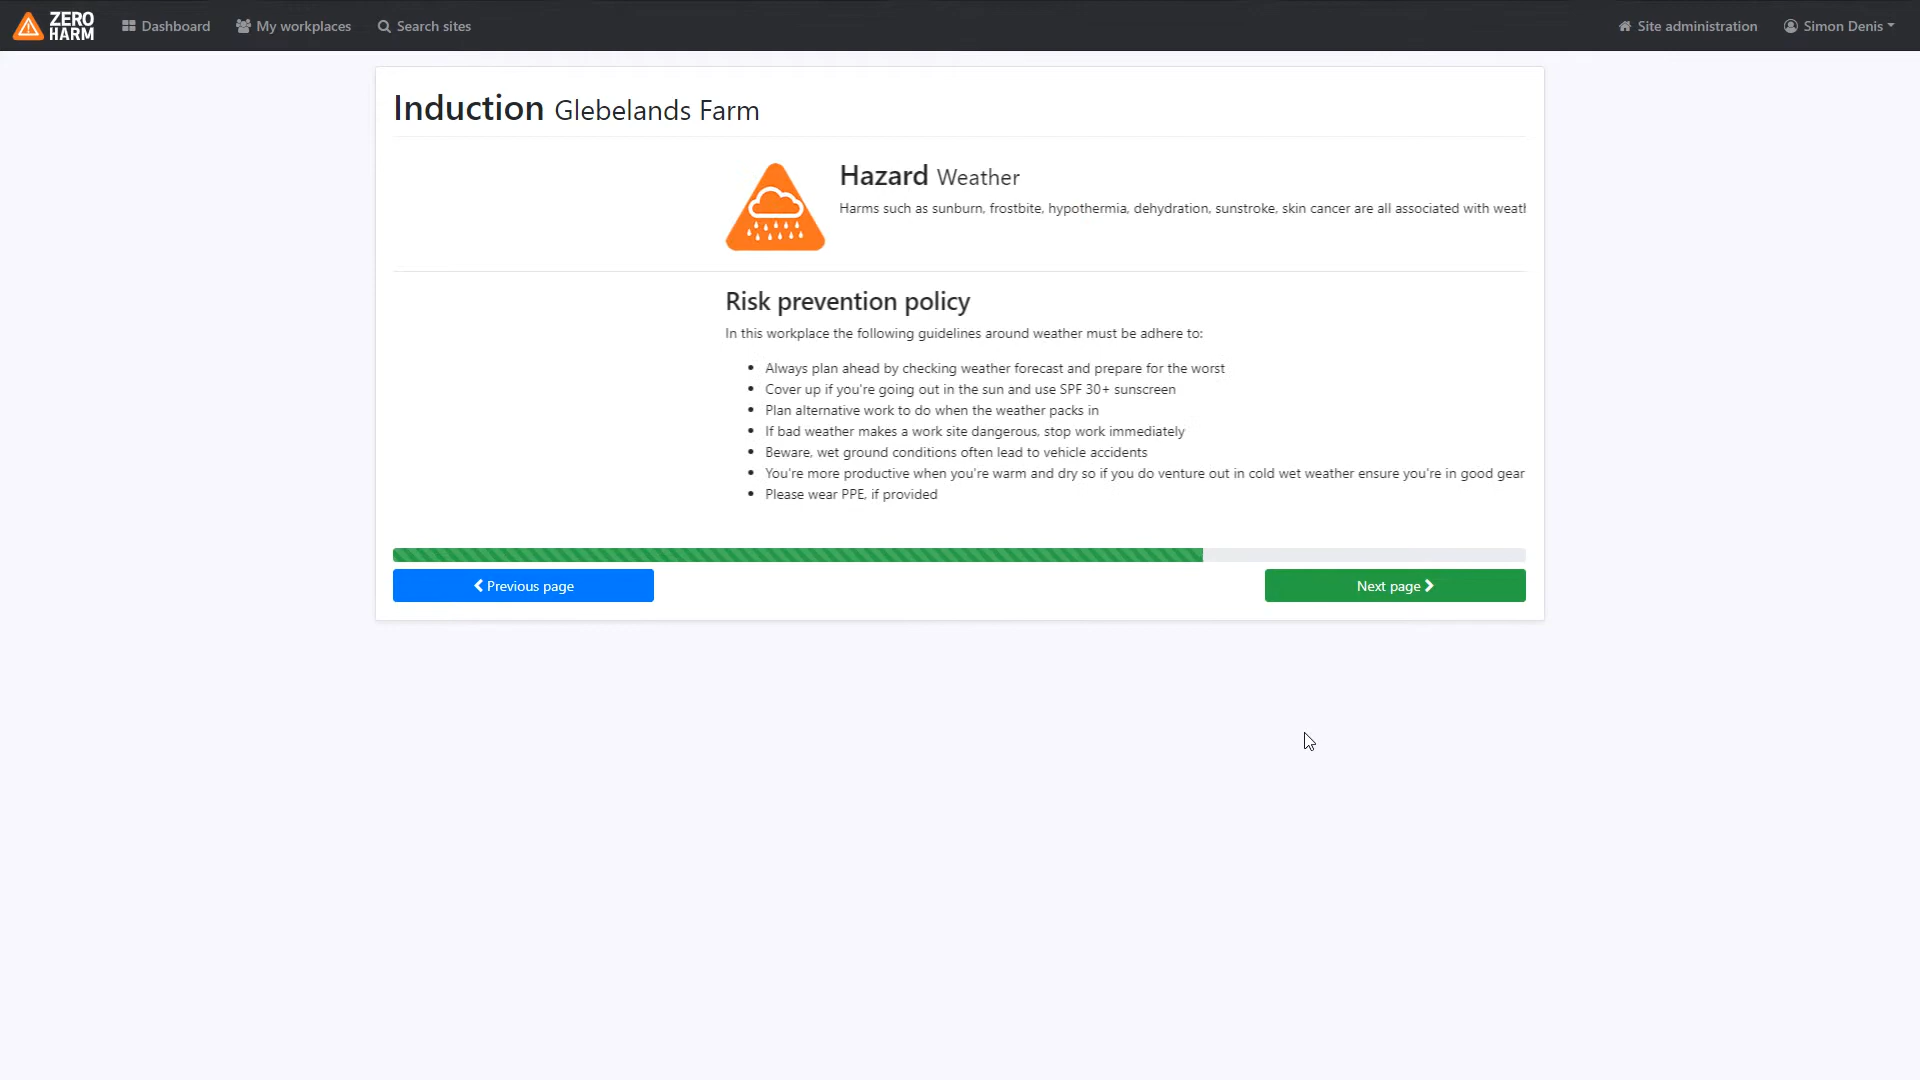 ZERO HARM
Dashboard
My workplaces
Search sites
Site administration
Simon Denis
Induction Glebelands Farm
Hazard Weather
Harms such as sunburn, frostbite, hypothermia, dehydration, sunstroke, skin cancer are all associated with
Risk prevention policy
In this workplace the following guidelines around weather must be adhere to:
Always plan ahead by checking weather forecast and prepare for the worst
Cover up if you're going out in the sun and use SPF 30+ sunscreen
Plan alternative work to do when the weather packs in
If bad weather makes a work site dangerous, stop work immediately
Beware, wet ground conditions often lead to vehicle accidents
You're more productive when you're warm and dry so if you do venture out in cold wet weather ensure you're in good gear
Please wear PPE, if provided
Previous page
Next page